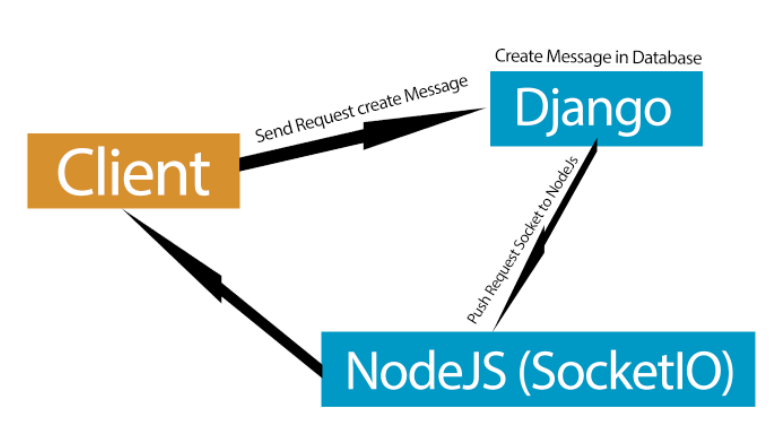 Create Message in Database
Django
Send Request create Message
Client
Push Request Socket to NodeJs
NodeJS (SocketIO)